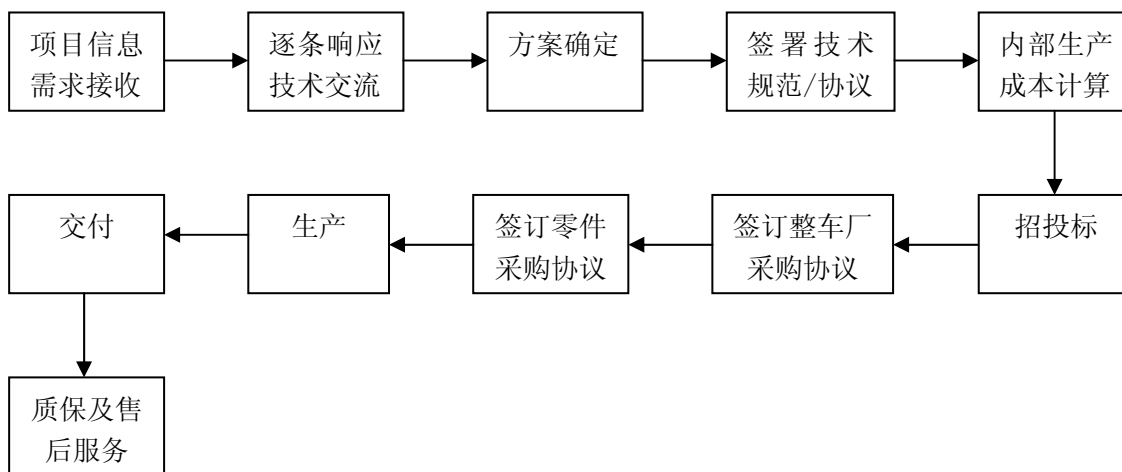 项目信息
需求接收
逐条响应
技术交流
方案确定
签署技术
规范/协议
内部生产
成本计算
招投标
签订整车厂
采购协议
签订零件
采购协议
生产
交付
质保及售
后服务